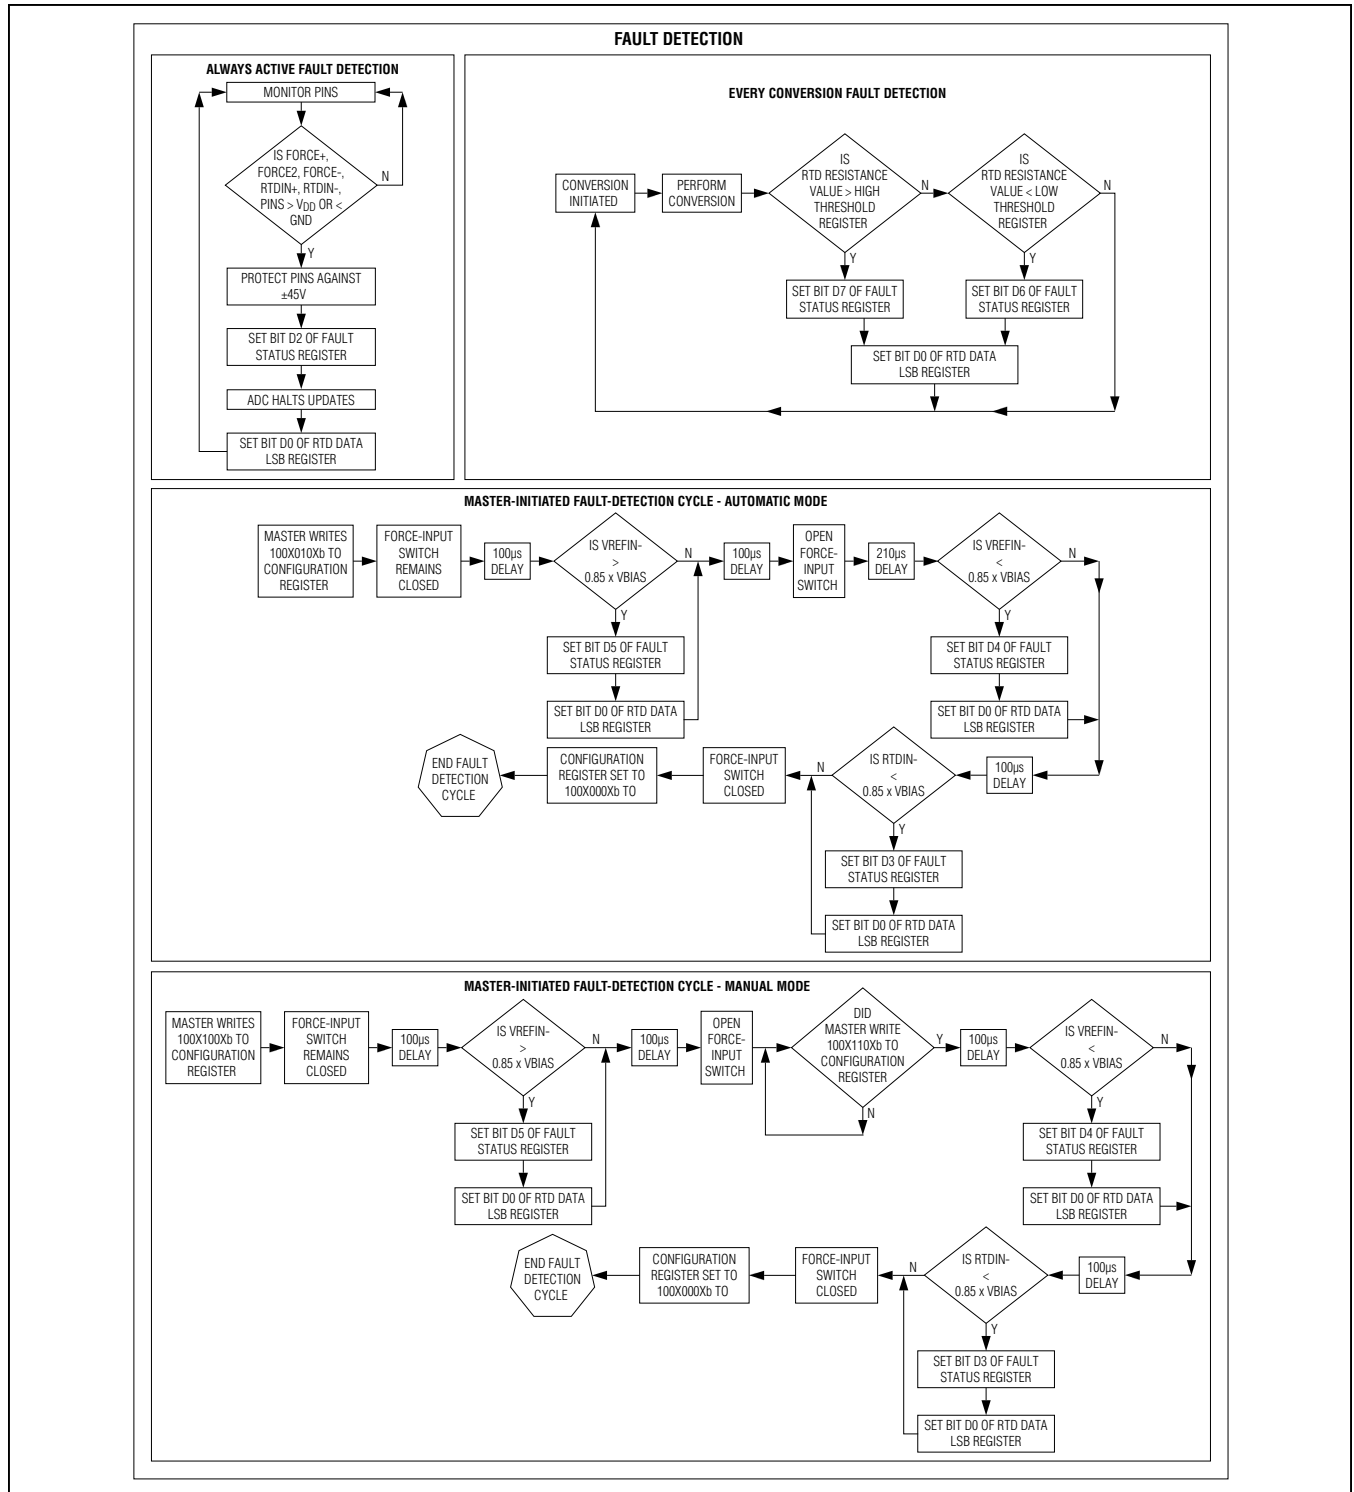 FAULT DETECTION
ALWAYS ACTIVE FAULT DETECTION
MONITOR PINS
IS FORCE+,
FORCE2, FORCE-,
RTDIN+, RTDIN-,
PINS > VDD OR <
GND
N
Y
PROTECT PINS AGAINST
±45V
SET BIT D2 OF FAULT
STATUS REGISTER
ADC HALTS UPDATES
SET BIT D0 OF RTD DATA
LSB REGISTER
EVERY CONVERSION FAULT DETECTION
CONVERSION
INITIATED
PERFORM
CONVERSION
IS
RTD RESISTANCE
VALUE > HIGH
THRESHOLD
REGISTER
N
Y
IS
RTD RESISTANCE
VALUE < LOW
THRESHOLD
REGISTER
N
Y
SET BIT D7 OF FAULT
STATUS REGISTER
SET BIT D6 OF FAULT
STATUS REGISTER
SET BIT D0 OF RTD DATA
LSB REGISTER
MASTER-INITIATED FAULT-DETECTION CYCLE - AUTOMATIC MODE
MASTER WRITES
100X010Xb TO
CONFIGURATION
REGISTER
FORCE-INPUT
SWITCH
REMAINS
CLOSED
100µs
DELAY
IS VREFIN-
>
0.85 x VBIAS
N
Y
SET BIT D5 OF FAULT
STATUS REGISTER
SET BIT D0 OF RTD DATA
LSB REGISTER
100µs
DELAY
OPEN
FORCE-
INPUT
SWITCH
210µs
DELAY
IS VREFIN-
<
0.85 x VBIAS
N
Y
SET BIT D4 OF FAULT
STATUS REGISTER
SET BIT D0 OF RTD DATA
LSB REGISTER
100µs
DELAY
IS RTDIN-
<
0.85 x VBIAS
N
Y
SET BIT D3 OF FAULT
STATUS REGISTER
SET BIT D0 OF RTD DATA
LSB REGISTER
FORCE-INPUT
SWITCH
CLOSED
CONFIGURATION
REGISTER SET TO
100X000Xb TO
END FAULT
DETECTION
CYCLE
MASTER-INITIATED FAULT-DETECTION CYCLE - MANUAL MODE
MASTER WRITES
100X100Xb TO
CONFIGURATION
REGISTER
FORCE-INPUT
SWITCH
REMAINS
CLOSED
100µs
DELAY
IS VREFIN-
>
0.85 x VBIAS
N
Y
SET BIT D5 OF FAULT
STATUS REGISTER
SET BIT D0 OF RTD DATA
LSB REGISTER
100µs
DELAY
OPEN
FORCE-
INPUT
SWITCH
DID
MASTER WRITE
100X110Xb TO
CONFIGURATION
REGISTER
Y
N
100µs
DELAY
IS VREFIN-
<
0.85 x VBIAS
N
Y
SET BIT D4 OF FAULT
STATUS REGISTER
SET BIT D0 OF RTD DATA
LSB REGISTER
100µs
DELAY
IS RTDIN-
<
0.85 x VBIAS
N
Y
SET BIT D3 OF FAULT
STATUS REGISTER
SET BIT D0 OF RTD DATA
LSB REGISTER
FORCE-INPUT
SWITCH
CLOSED
CONFIGURATION
REGISTER SET TO
100X000Xb TO
END FAULT
DETECTION
CYCLE